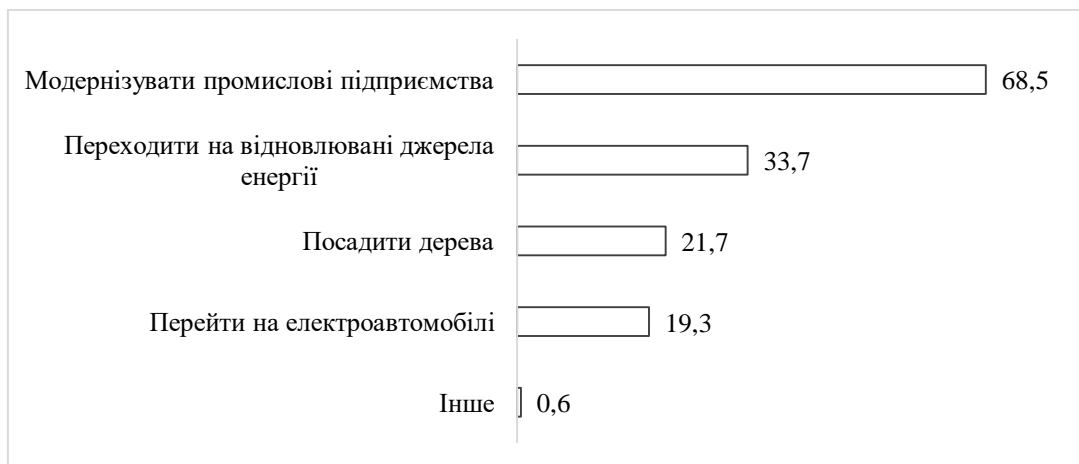 Модернізувати промислові підприємства
68,5
Переходити на відновлювані джерела
енергії
33,7
Посадити дерева
21,7
Перейти на електроавтомобілі
19,3
Інше
0,6